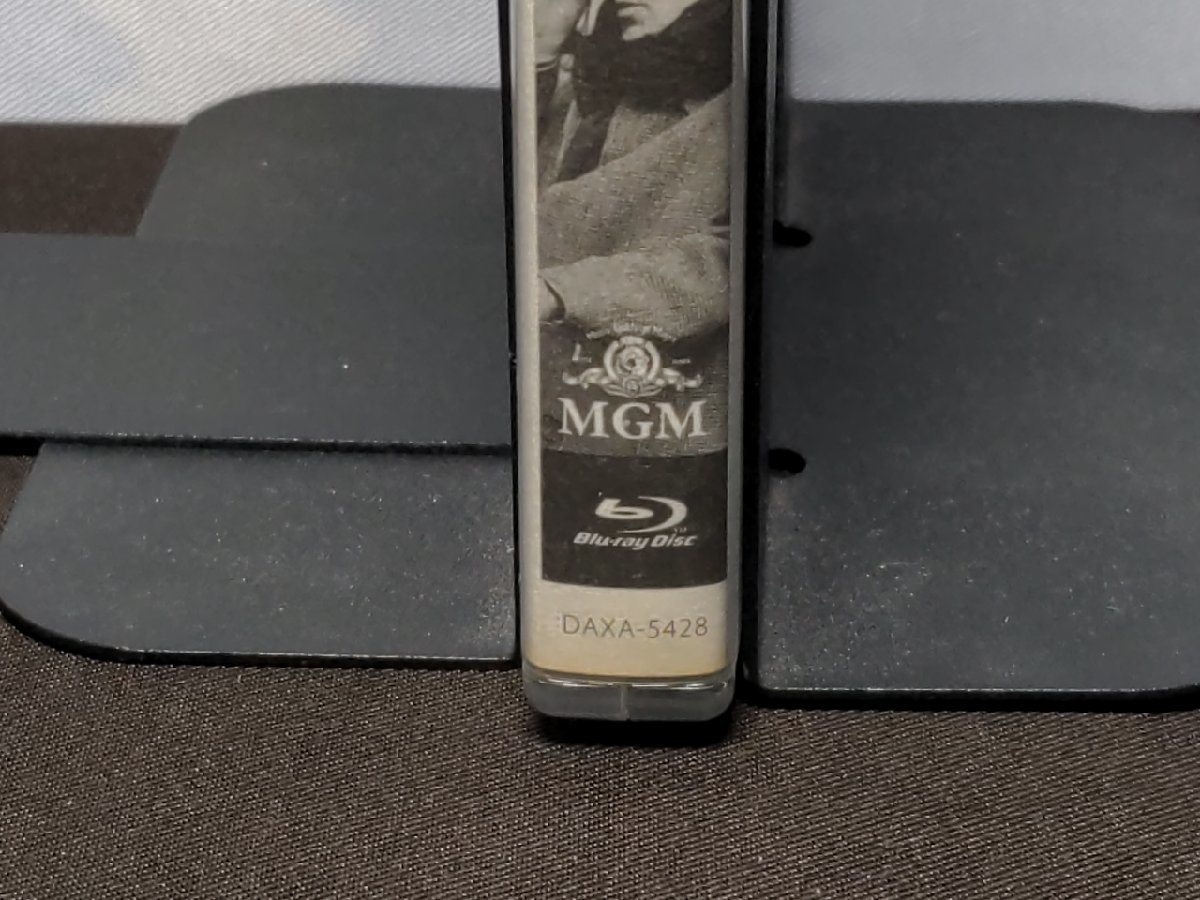 MGM
Blu-ray Disc
DAXA-5428